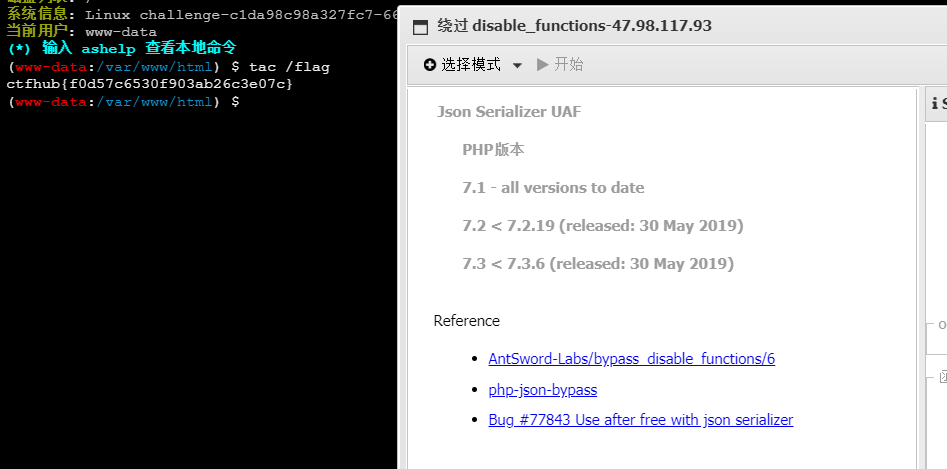 系统信息: Linux challenge-c1da98c98a327fc7-66
当前用户: www-data
(*) 输入 ashelp 查看本地命令
(www-data:/var/www/html) $ tac /flag
ctfhub{f0d57c6530f903ab26c3e07c}
(www-data:/var/www/html) $
绕过 disable_functions-47.98.117.93
选择模式 开始
Json Serializer UAF
PHP版本
7.1 - all versions to date
7.2 < 7.2.19 (released: 30 May 2019)
7.3 < 7.3.6 (released: 30 May 2019)
Reference
AntSword-Labs/bypass_disable_functions/6
php-json-bypass
Bug #77843 Use after free with json serializer